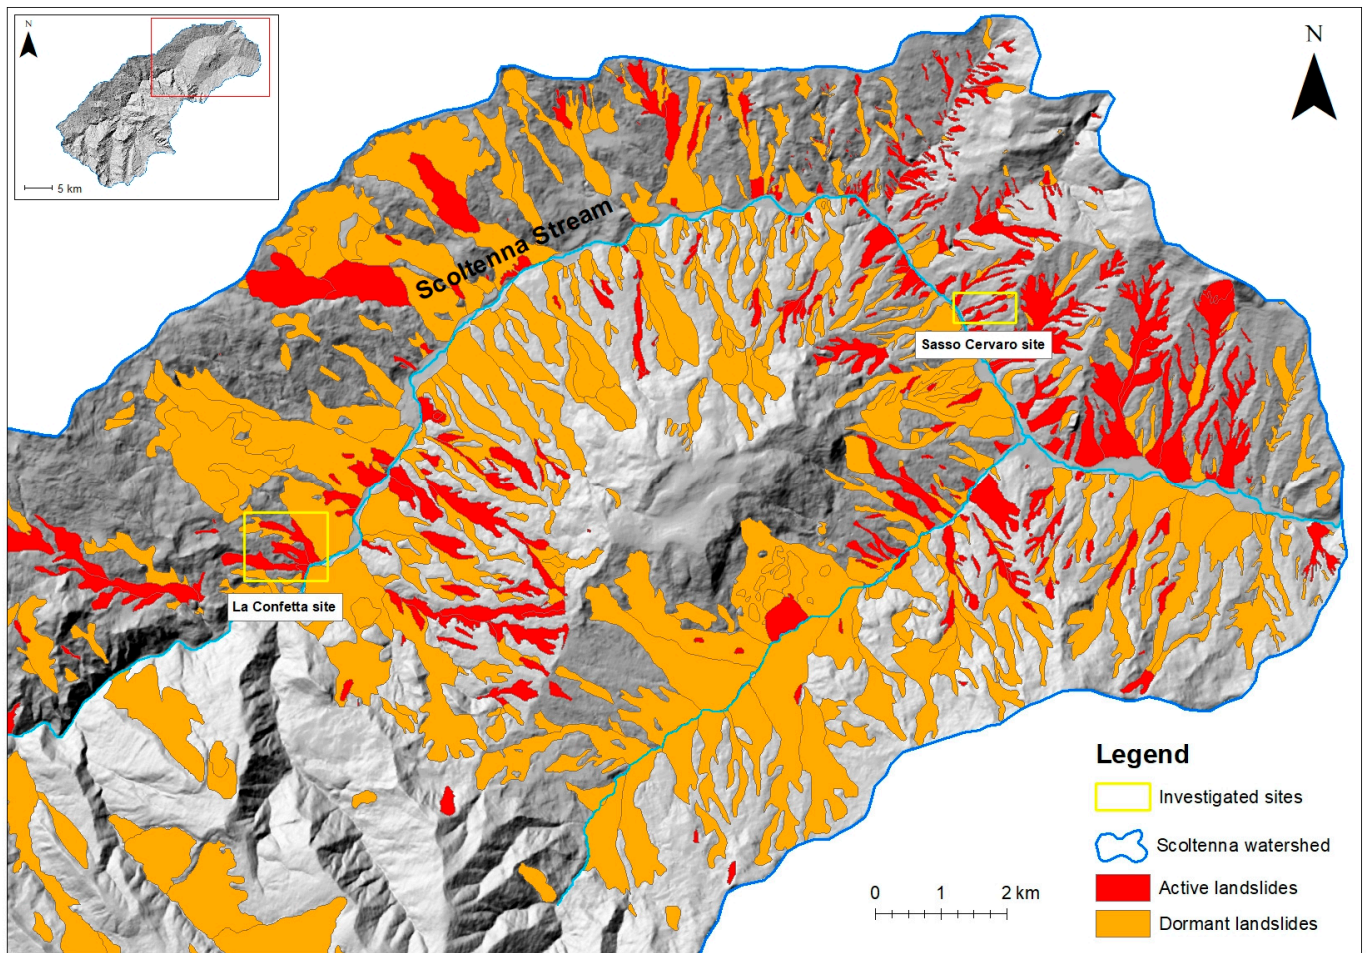 N
5 km
N
Scoltenna Stream
Sasso Cervaro site
La Confetta site
Legend
Investigated sites
Scoltenna watershed
Active landslides
Dormant landslides
0 1 2 km